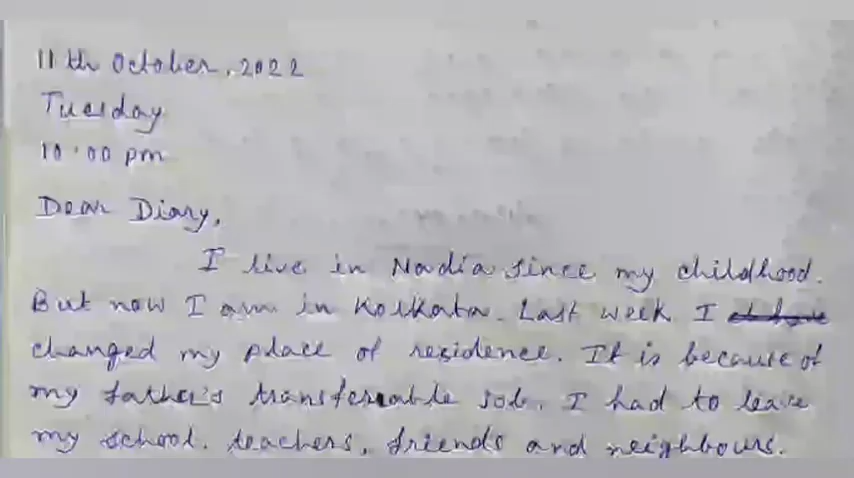 11th October, 2022
Tuesday
10.00 pm
Dear Diary,
I live in Nadia since my childhood.
But now I am in Kolkata. Last week I
changed my place of residence. It is because of
my father's transferable job. I had to leave
my school. teachers, friends and neighbours.